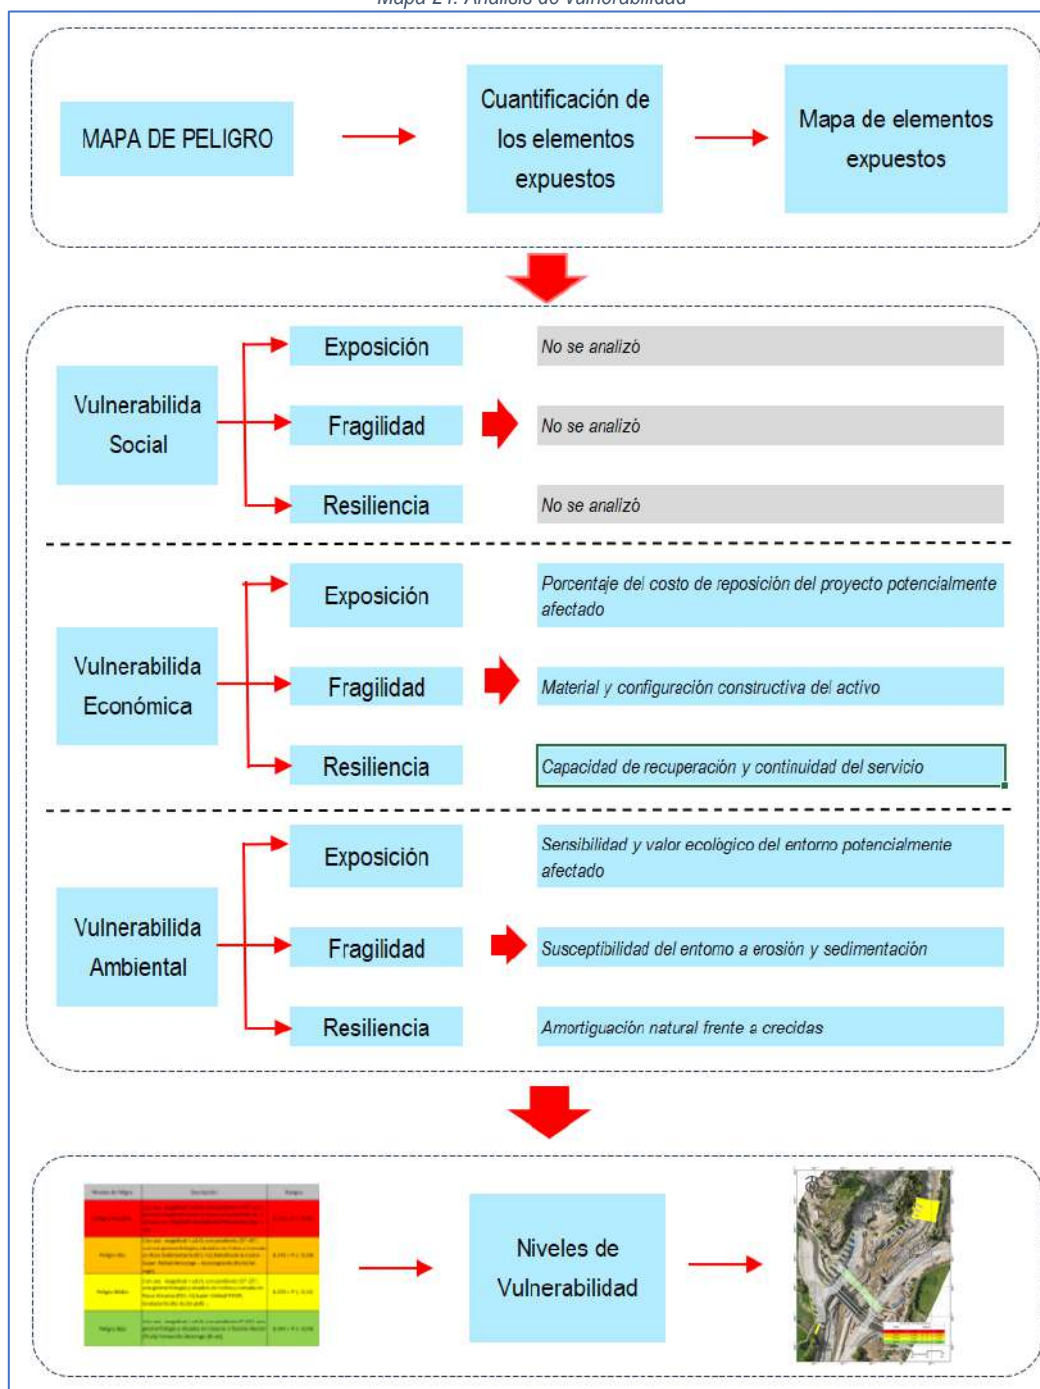 Mapa 21. Análisis de vulnerabilidad
MAPA DE PELIGRO
Cuantificación de
los elementos
expuestos
Mapa de elementos
expuestos
Vulnerabilida
Social
Exposición
No se analizó
Fragilidad
No se analizó
Resiliencia
No se analizó
Vulnerabilida
Económica
Exposición
Porcentaje del costo de reposición del proyecto potencialmente
afectado
Fragilidad
Material y configuración constructiva del activo
Resiliencia
Capacidad de recuperación y continuidad del servicio
Vulnerabilida
Ambiental
Exposición
Sensibilidad y valor ecológico del entorno potencialmente
afectado
Fragilidad
Susceptibilidad del entorno a erosión y sedimentación
Resiliencia
Amortiguación natural frente a crecidas
Niveles de
Vulnerabilidad